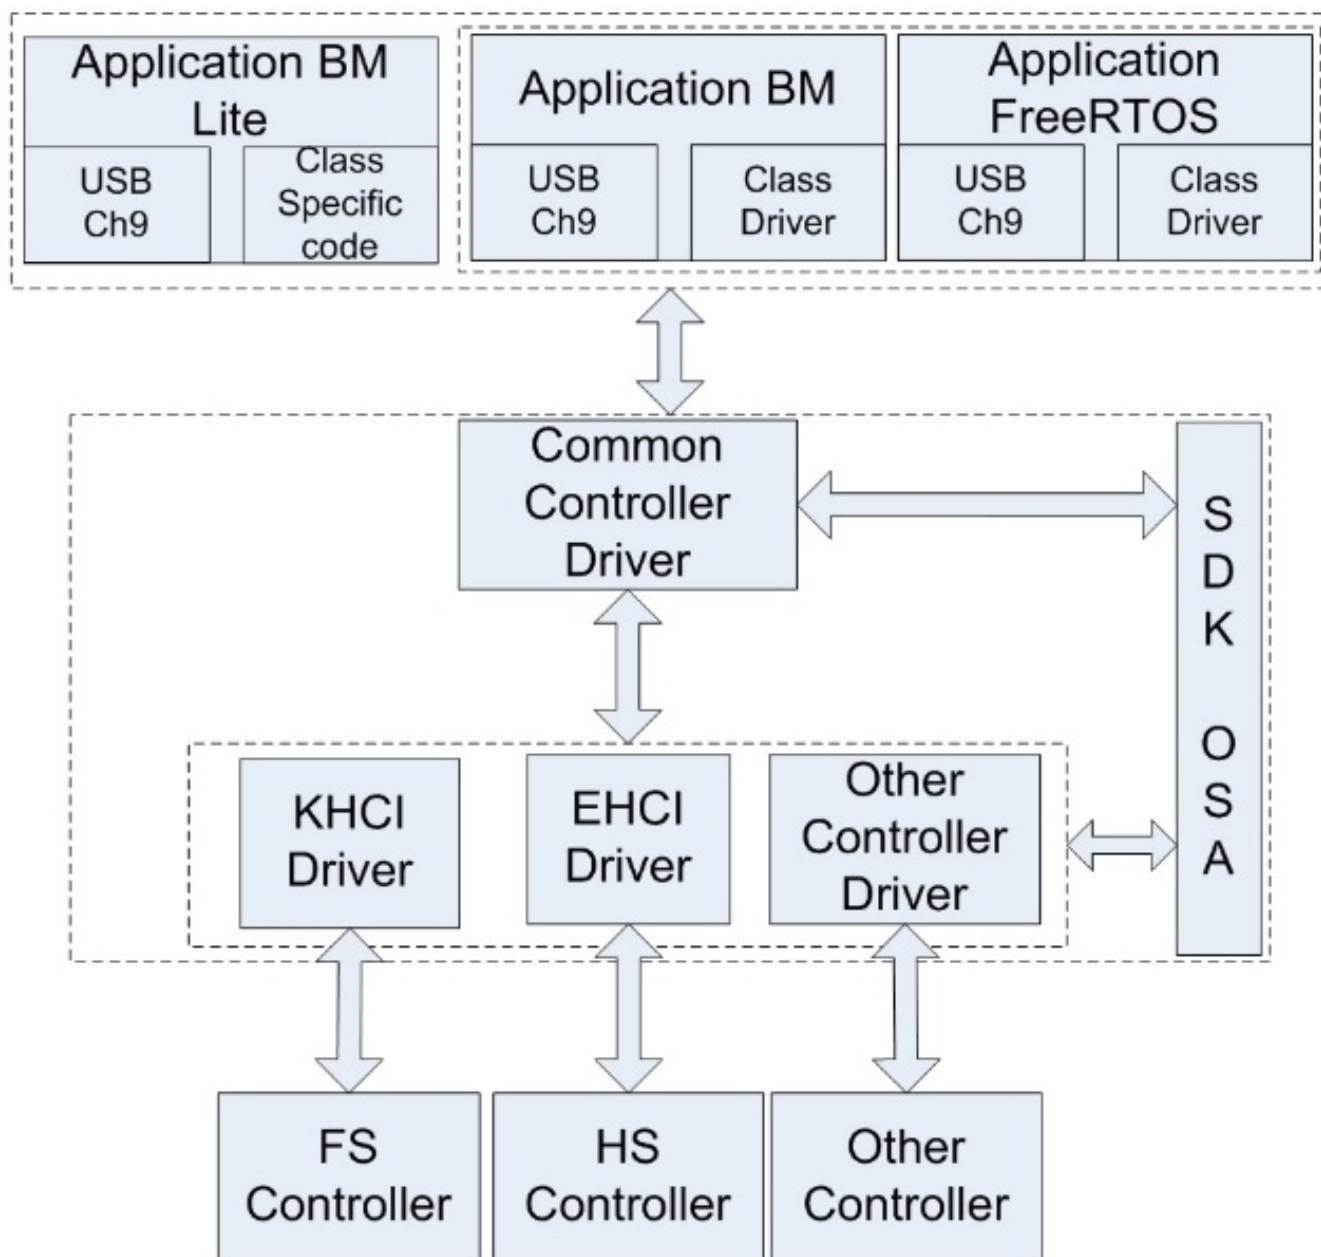 Application BM
Lite
USB
Ch9
Class
Specific
code
Application BM
USB
Ch9
Class
Driver
Application
FreeRTOS
USB
Ch9
Class
Driver
Common
Controller
Driver
S
D
K
O
S
A
KHCI
Driver
EHCI
Driver
Other
Controller
Driver
FS
Controller
HS
Controller
Other
Controller